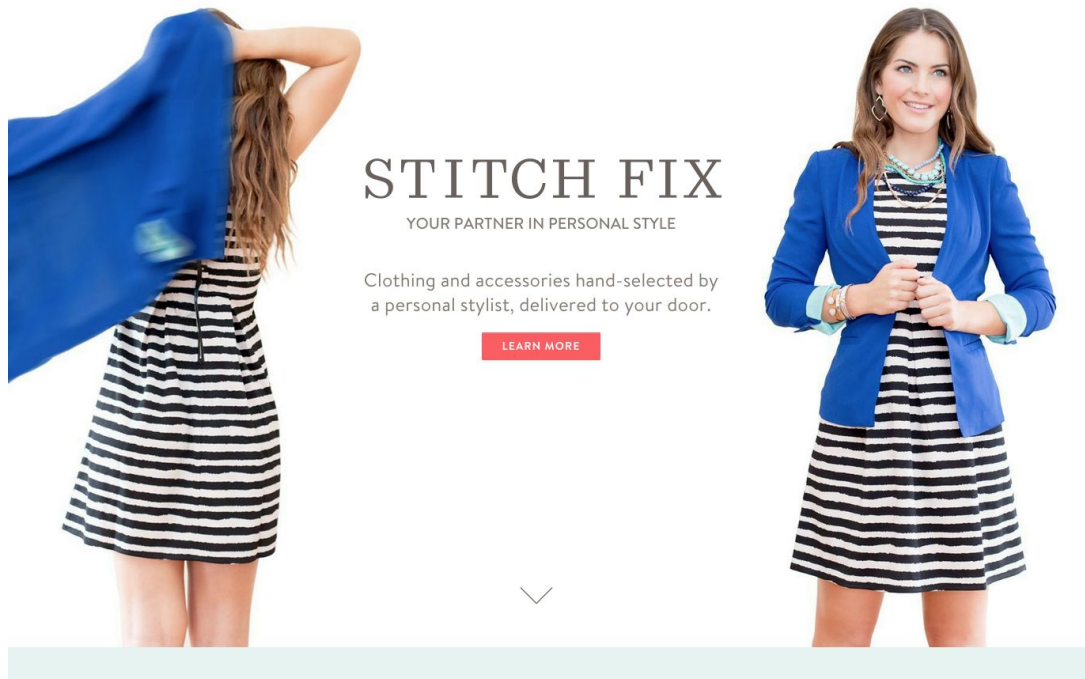 STITCH FIX
YOUR PARTNER IN PERSONAL STYLE
Clothing and accessories hand-selected by
a personal stylist, delivered to your door.
LEARN MORE